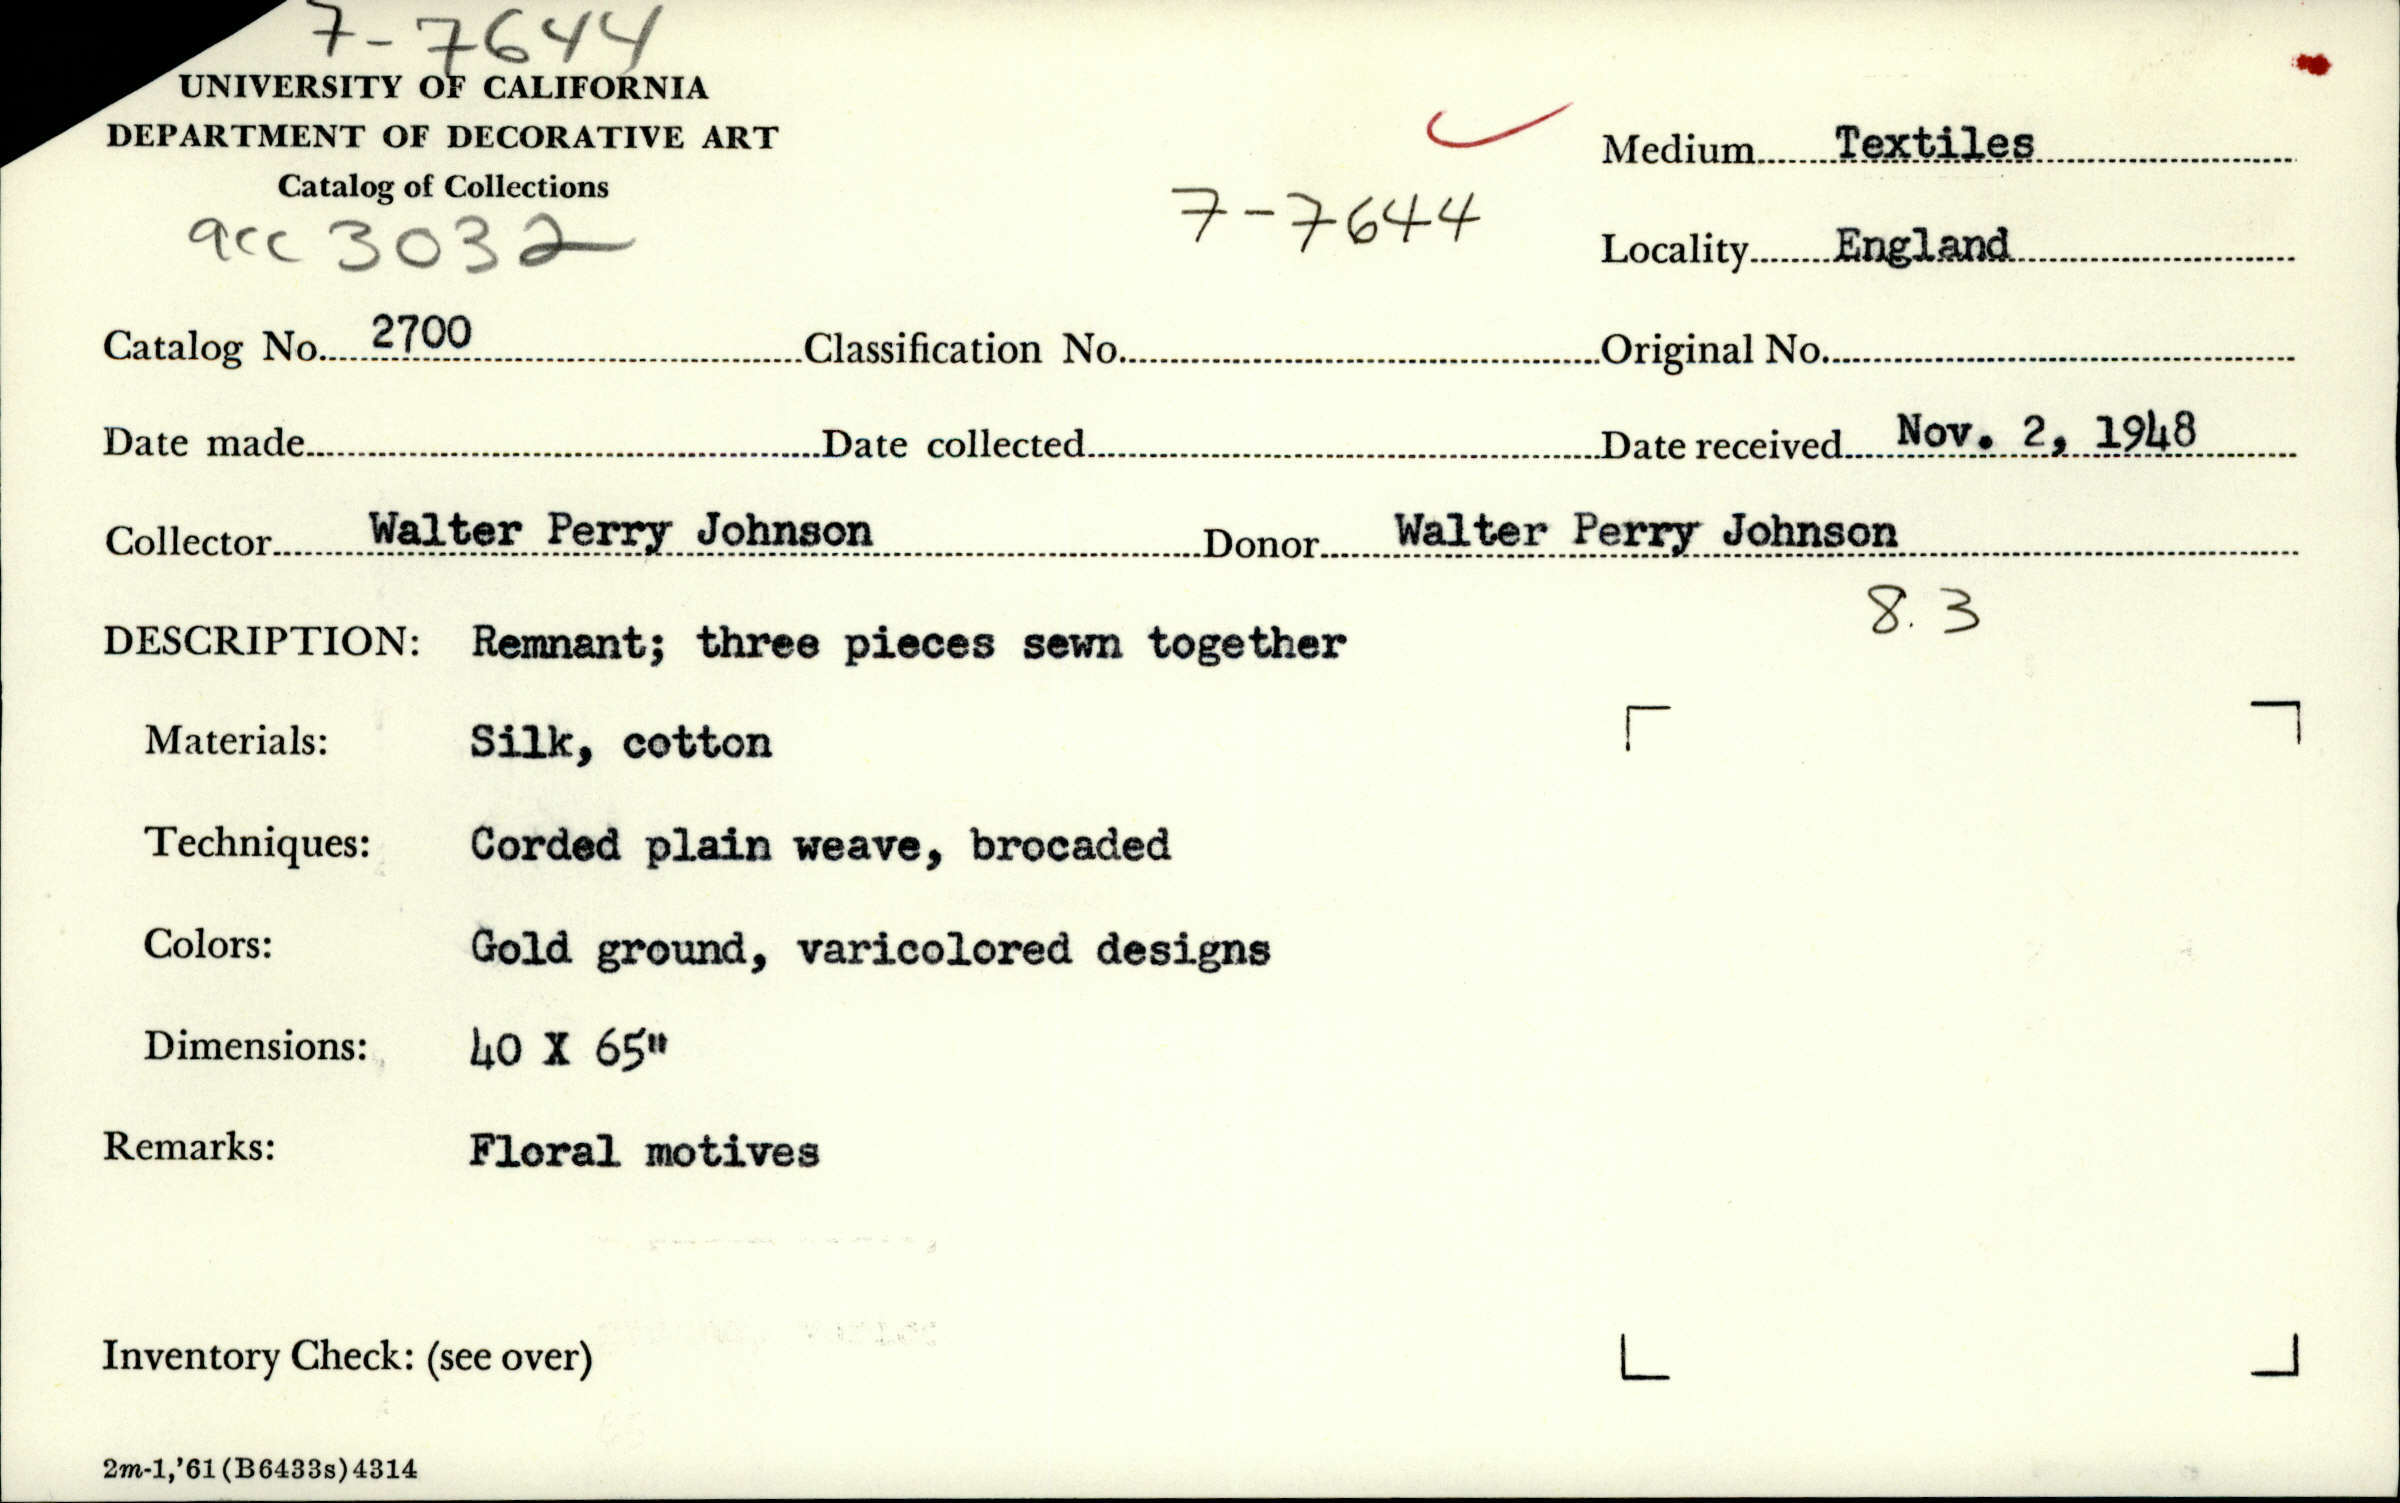 7-7644
UNIVERSITY OF CALIFORNIA
DEPARTMENT OF DECORATIVE ART
Catalog of Collections
acc 3032
7-7644
Medium Textiles
Locality England
Catalog No. 2700 Classification No. Original No.
Date made Date collected Date received Nov. 2, 1948
Collector Walter Perry Johnson Donor Walter Perry Johnson
8.3
DESCRIPTION: Remnant; three pieces sewn together
Materials: Silk, cotton
Techniques: Corded plain weave, brocaded
Colors: Gold ground, varicolored designs
Dimensions: 40 X 65"
Remarks: Floral motives
Inventory Check: (see over)
2m-1,'61(B6433s)4314